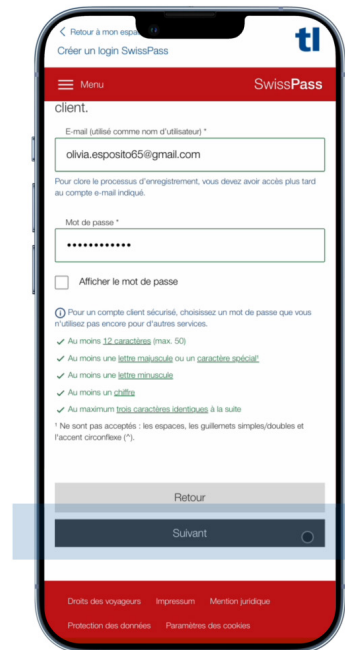 Retour à mon espa
tl
Créer un login SwissPass
Menu
SwissPass
client.
E-mail (utilisé comme nom d'utilisateur) *
olivia.esposito65@gmail.com
Pour clore le processus d'enregistrement, vous devez avoir accès plus tard
au compte e-mail indiqué.
Mot de passe *
••••••••••••
Afficher le mot de passe
Pour un compte client sécurisé, choisissez un mot de passe que vous
n'utilisez pas encore pour d'autres services.
Au moins 12 caractères (max. 50)
Au moins une lettre majuscule ou un caractère spécial¹
Au moins une lettre minuscule
Au moins un chiffre
Au maximum trois caractères identiques à la suite
¹ Ne sont pas acceptés : les espaces, les guillemets simples/doubles et
l'accent circonflexe (^).
Retour
Suivant
Droits des voyageurs Impressum Mention juridique
Protection des données Paramètres des cookies